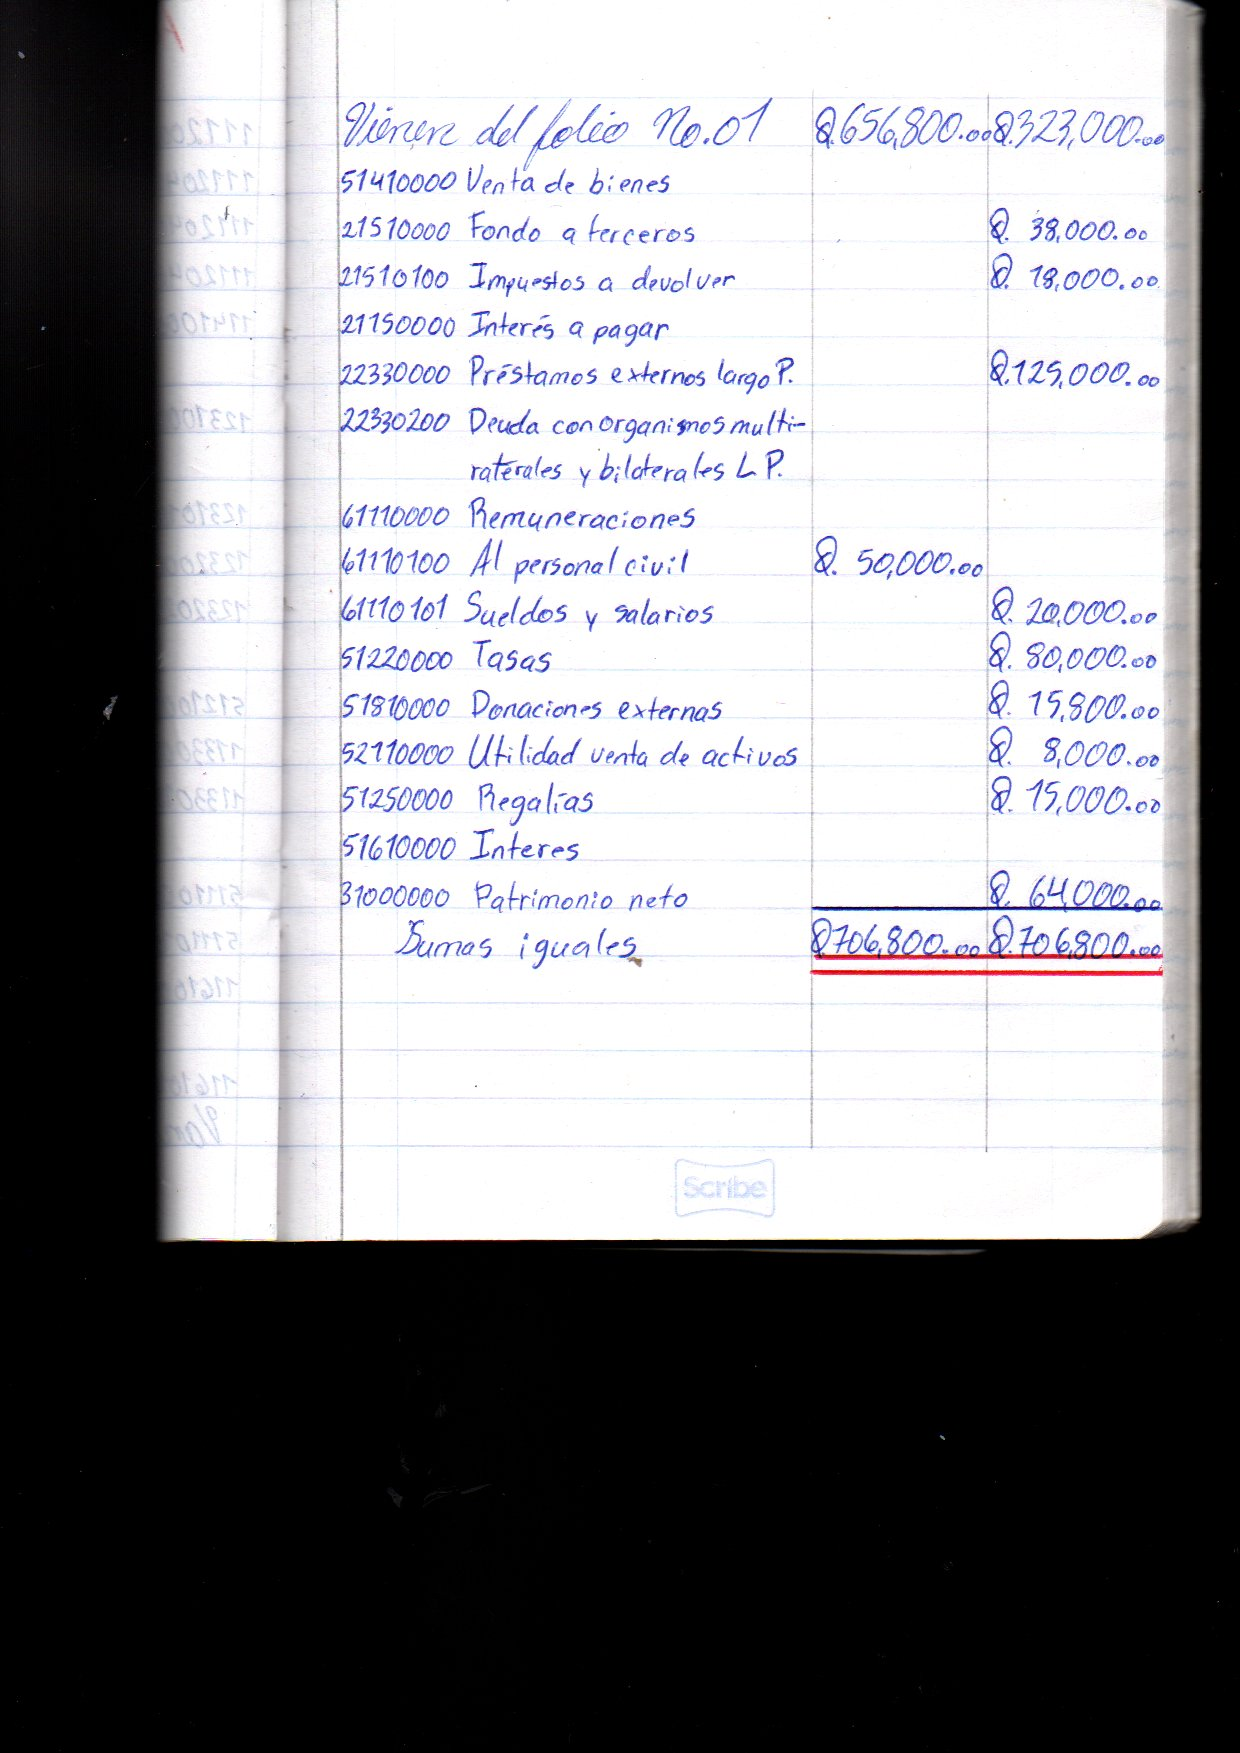 Vienen del folio No. 01 Q.656,800.00 Q.323,000.00
51410000 Venta de bienes
21510000 Fondo a terceros Q. 38,000.00
21510100 Impuestos a devolver Q. 18,000.00
21150000 Interés a pagar
22330000 Préstamos externos largo P. Q.125,000.00
22330200 Deuda con organismos multi-
raterales y bilaterales L P.
61110000 Remuneraciones
61110100 Al personal civil Q. 50,000.00
61110101 Sueldos y salarios Q. 20,000.00
51220000 Tasas Q. 80,000.00
51810000 Donaciones externas Q. 15,800.00
52110000 Utilidad venta de activos Q. 8,000.00
51250000 Regalías Q. 15,000.00
51610000 Interes
31000000 Patrimonio neto Q. 64,000.00
Sumas iguales Q706,800.00 Q.706,800.00
Scribe